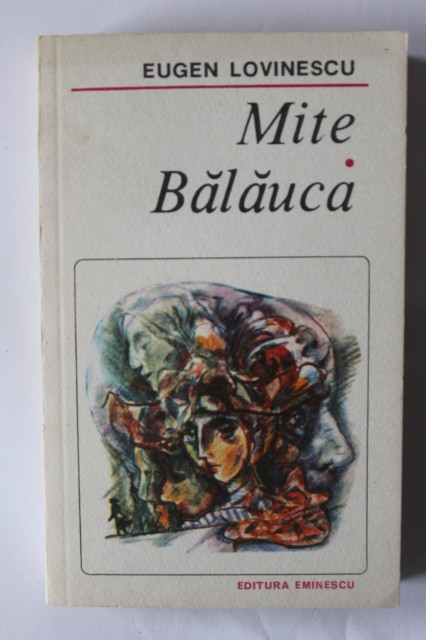 EUGEN LOVINESCU
Mite
•
Bălăuca
EDITURA EMINESCU